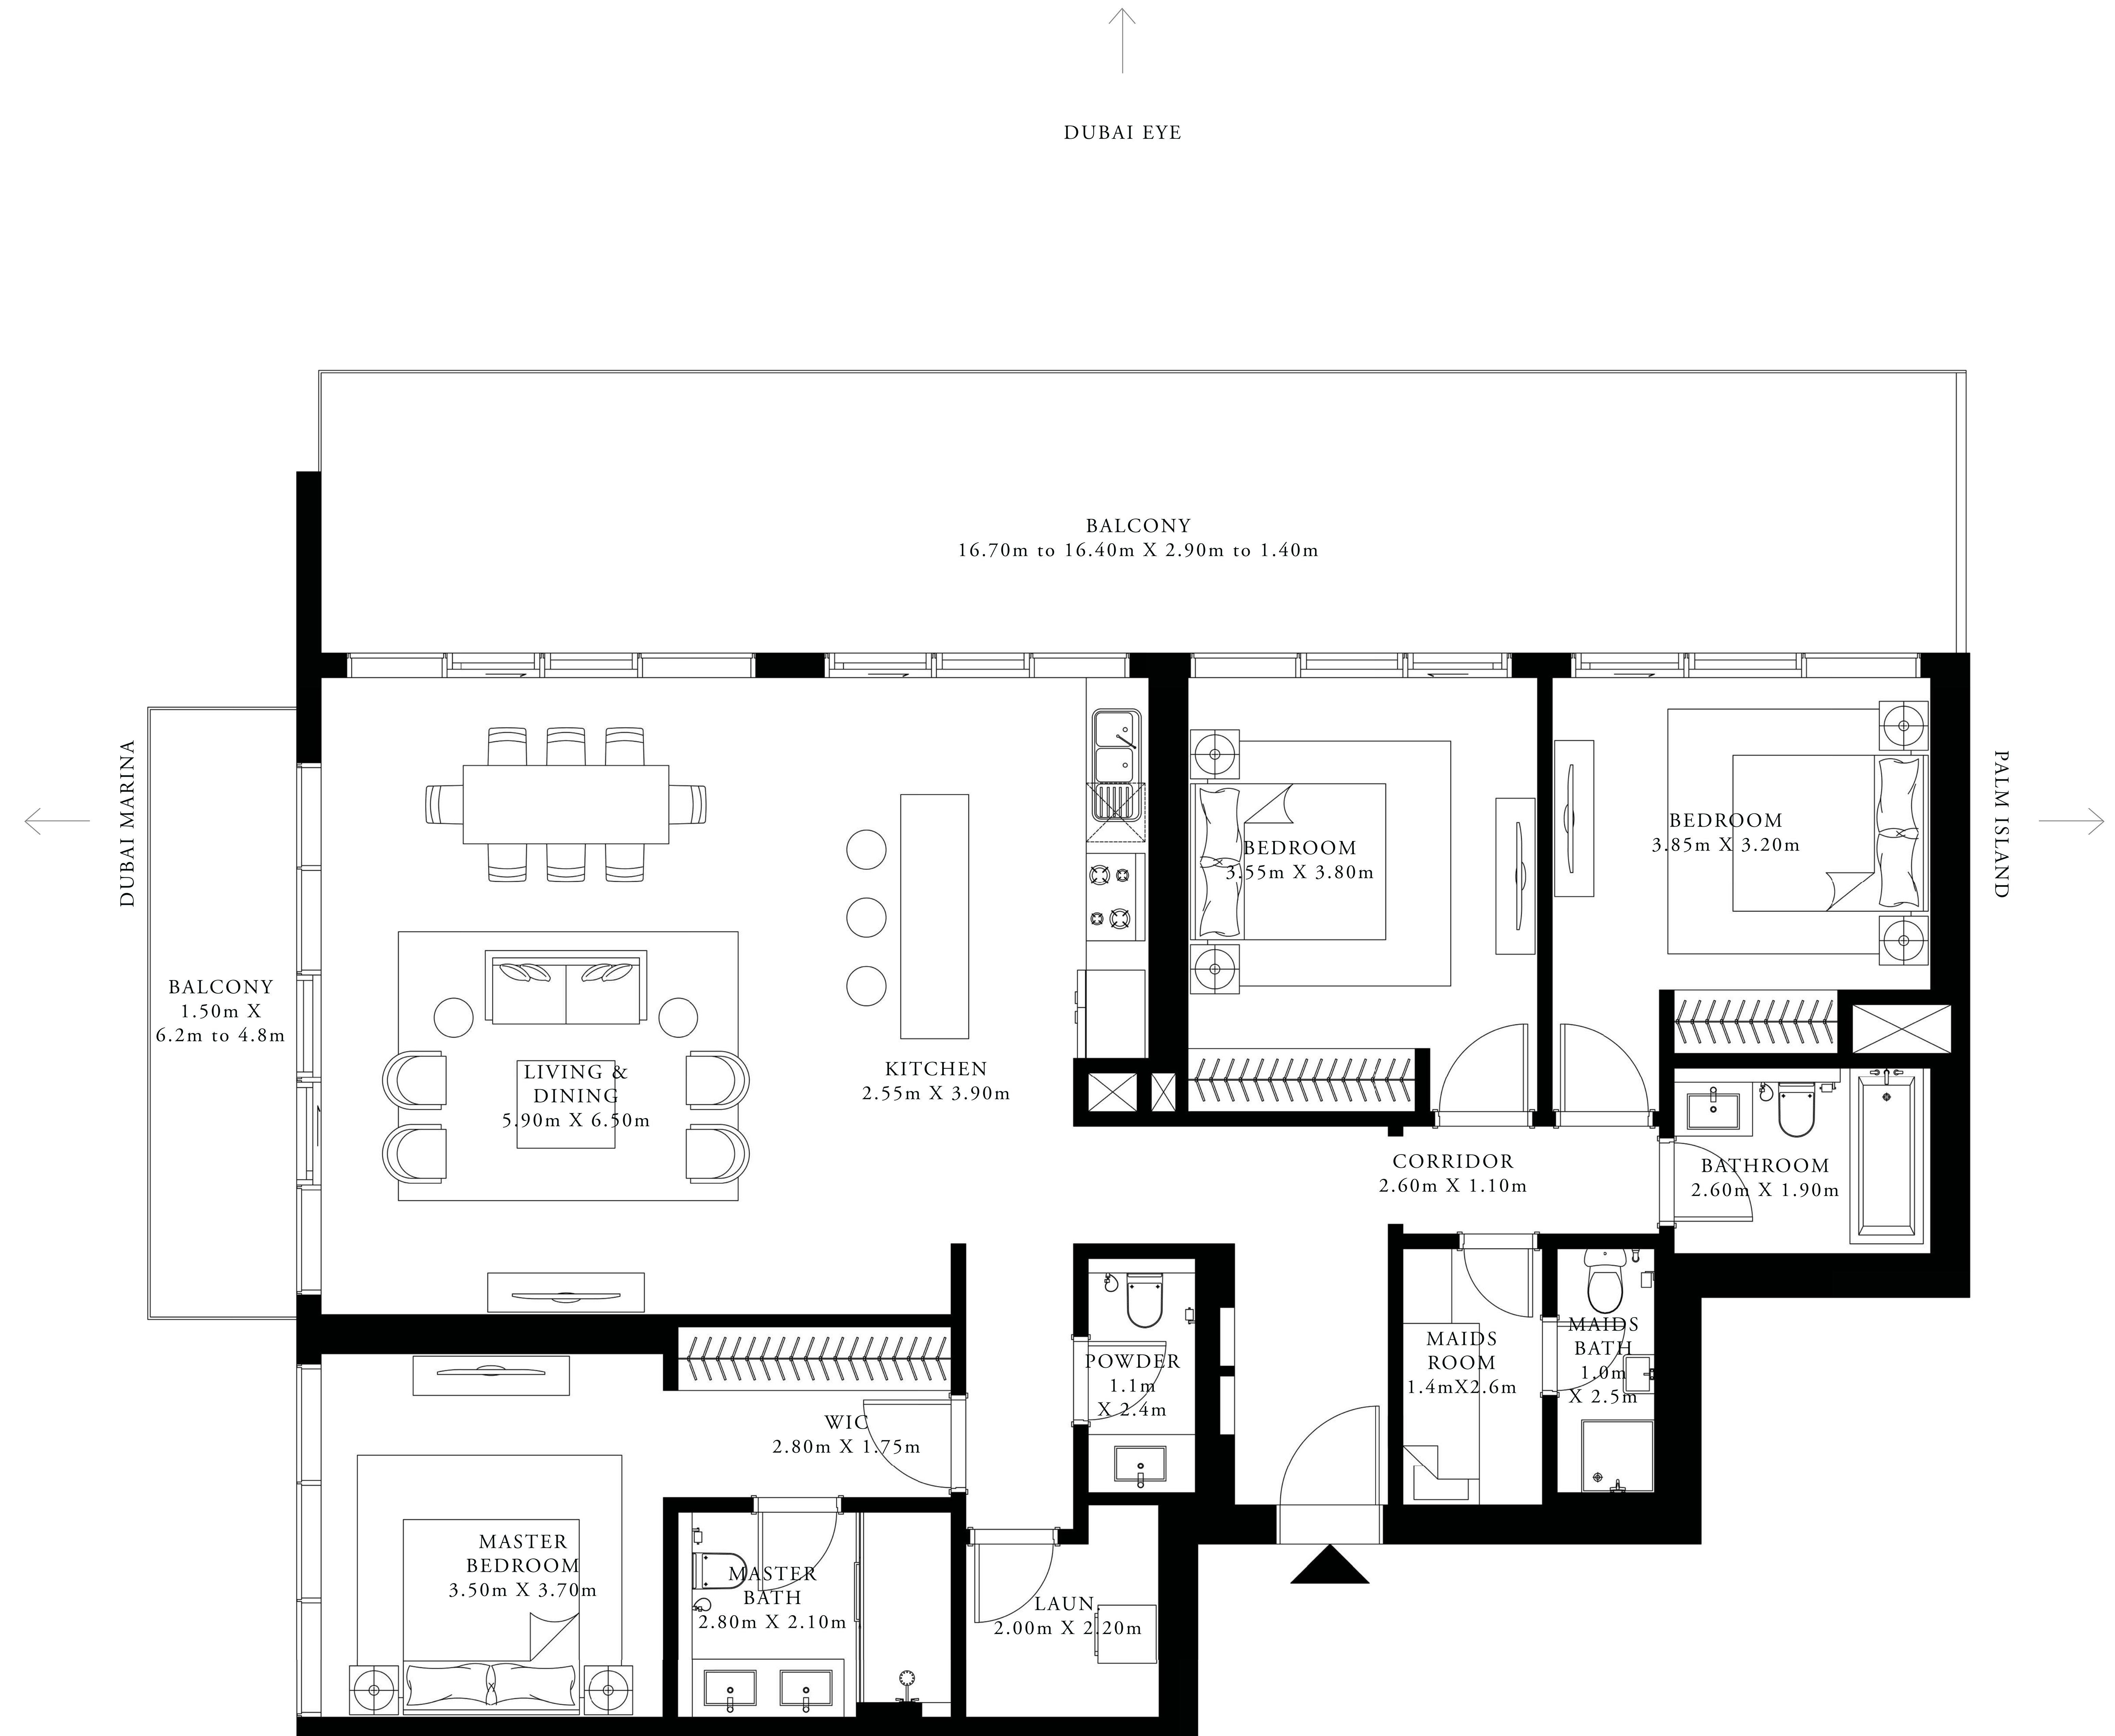 DUBAI EYE
BALCONY
16.70m to 16.40m X 2.90m to 1.40m
DUBAI MARINA
PALM ISLAND
BEDROOM
3.85m X 3.20m
BEDROOM
3.55m X 3.80m
BALCONY
1.50m X
6.2m to 4.8m
LIVING &
DINING
5.90m X 6.50m
KITCHEN
2.55m X 3.90m
CORRIDOR
2.60m X 1.10m
BATHROOM
2.60m X 1.90m
POWDER
1.1m
X 2.4m
MAIDS
ROOM
1.4mX2.6m
MAIDS
BATH
1.0m
X 2.5m
WIC
2.80m X 1.75m
MASTER
BEDROOM
3.50m X 3.70m
MASTER
BATH
2.80m X 2.10m
LAUN.
2.00m X 2.20m